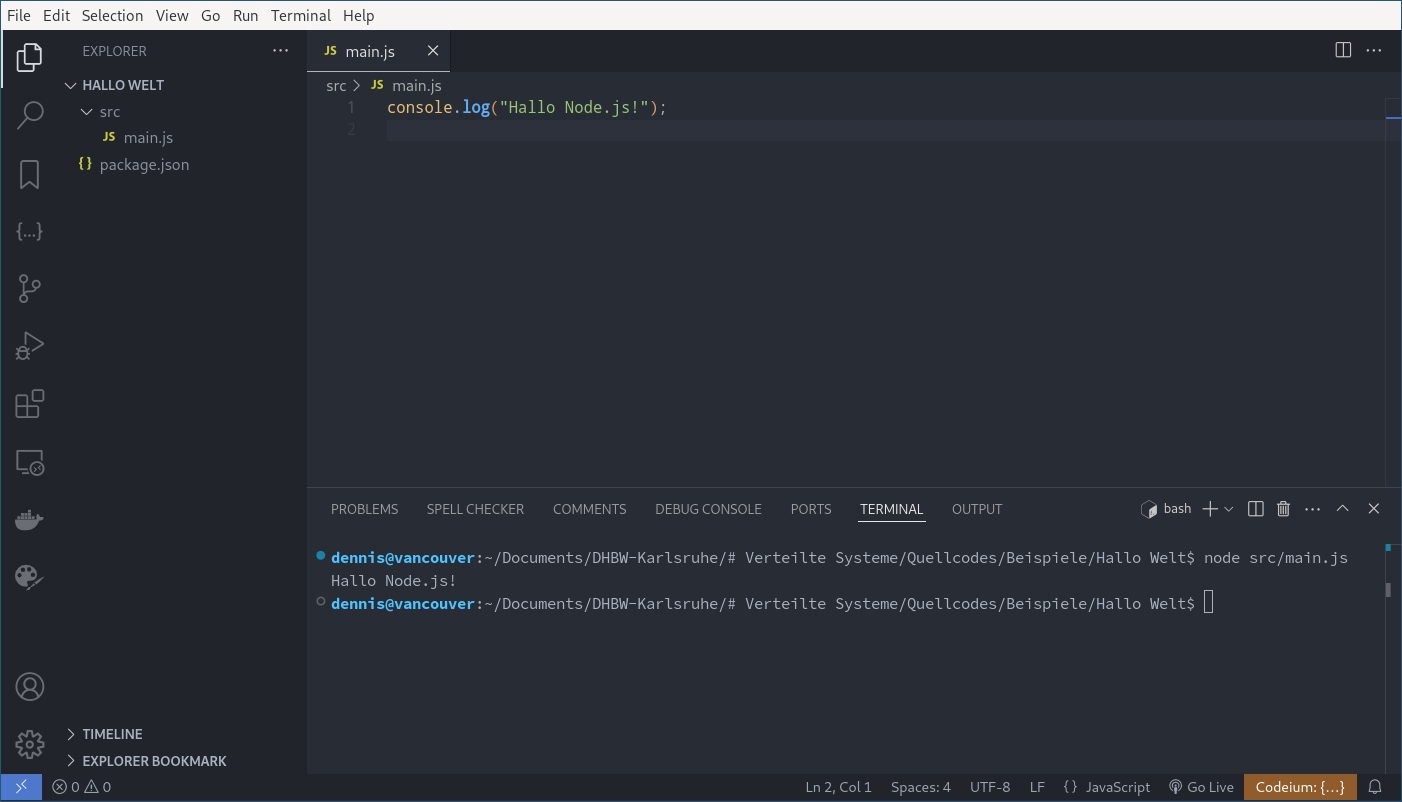 File Edit Selection View Go Run Terminal Help
EXPLORER
HALLO WELT
src
JS main.js
{} package.json
TIMELINE
EXPLORER BOOKMARK
JS main.js
src > JS main.js
1 console.log("Hallo Node.js!");
2
PROBLEMS SPELL CHECKER COMMENTS DEBUG CONSOLE PORTS TERMINAL OUTPUT bash
dennis@vancouver:~/Documents/DHBW-Karlsruhe/# Verteilte Systeme/Quellcodes/Beispiele/Hallo Welt$ node src/main.js
Hallo Node.js!
dennis@vancouver:~/Documents/DHBW-Karlsruhe/# Verteilte Systeme/Quellcodes/Beispiele/Hallo Welt$
0 0 Ln 2, Col 1 Spaces: 4 UTF-8 LF {} JavaScript Go Live Codeium: {...}